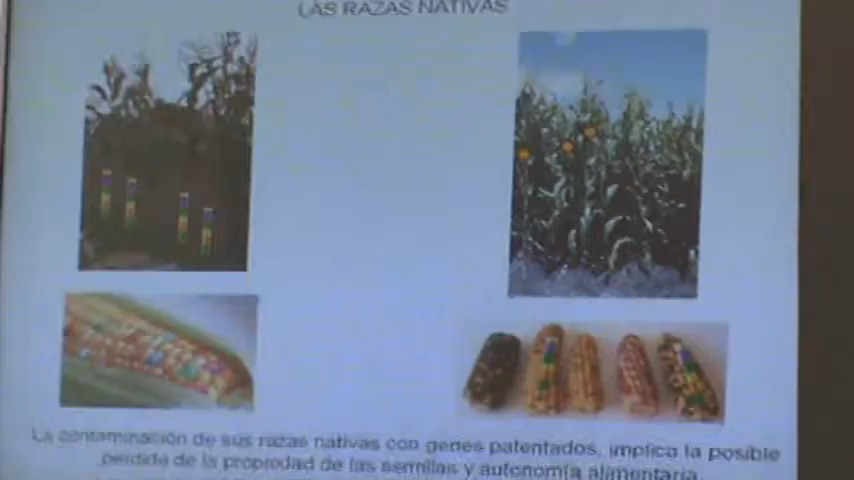 LAS RAZAS NATIVAS
La contaminación de sus razas nativas con genes patentados, implica la posible
perdida de la propiedad de las semillas y autonomía alimentaria.